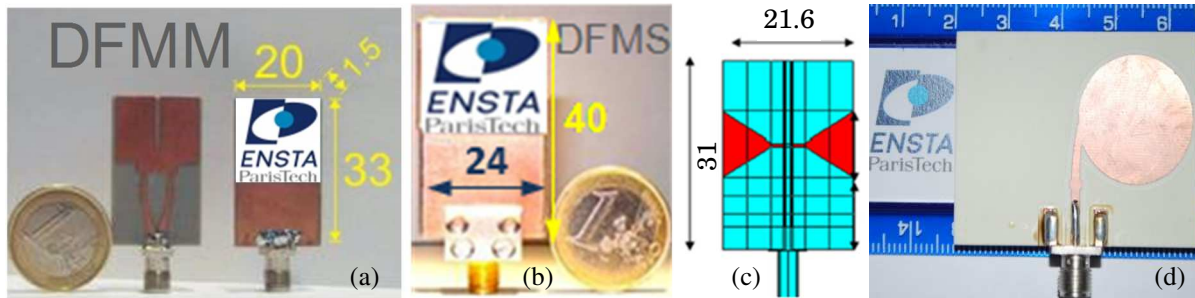 DFMM
20
1.5
ENSTA
ParisTech
33
(a)
DFMS
ENSTA
ParisTech
40
24
(b)
21.6
31
(c)
1 2 3 4 5 6
ENSTA
ParisTech
14
(d)